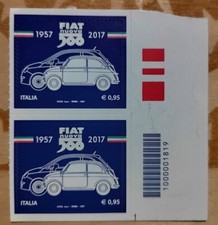 1957 FIAT 2017
nuova
500
ITALIA € 0,95
1957 FIAT 2017
nuova
500
ITALIA € 0,95
1000001819